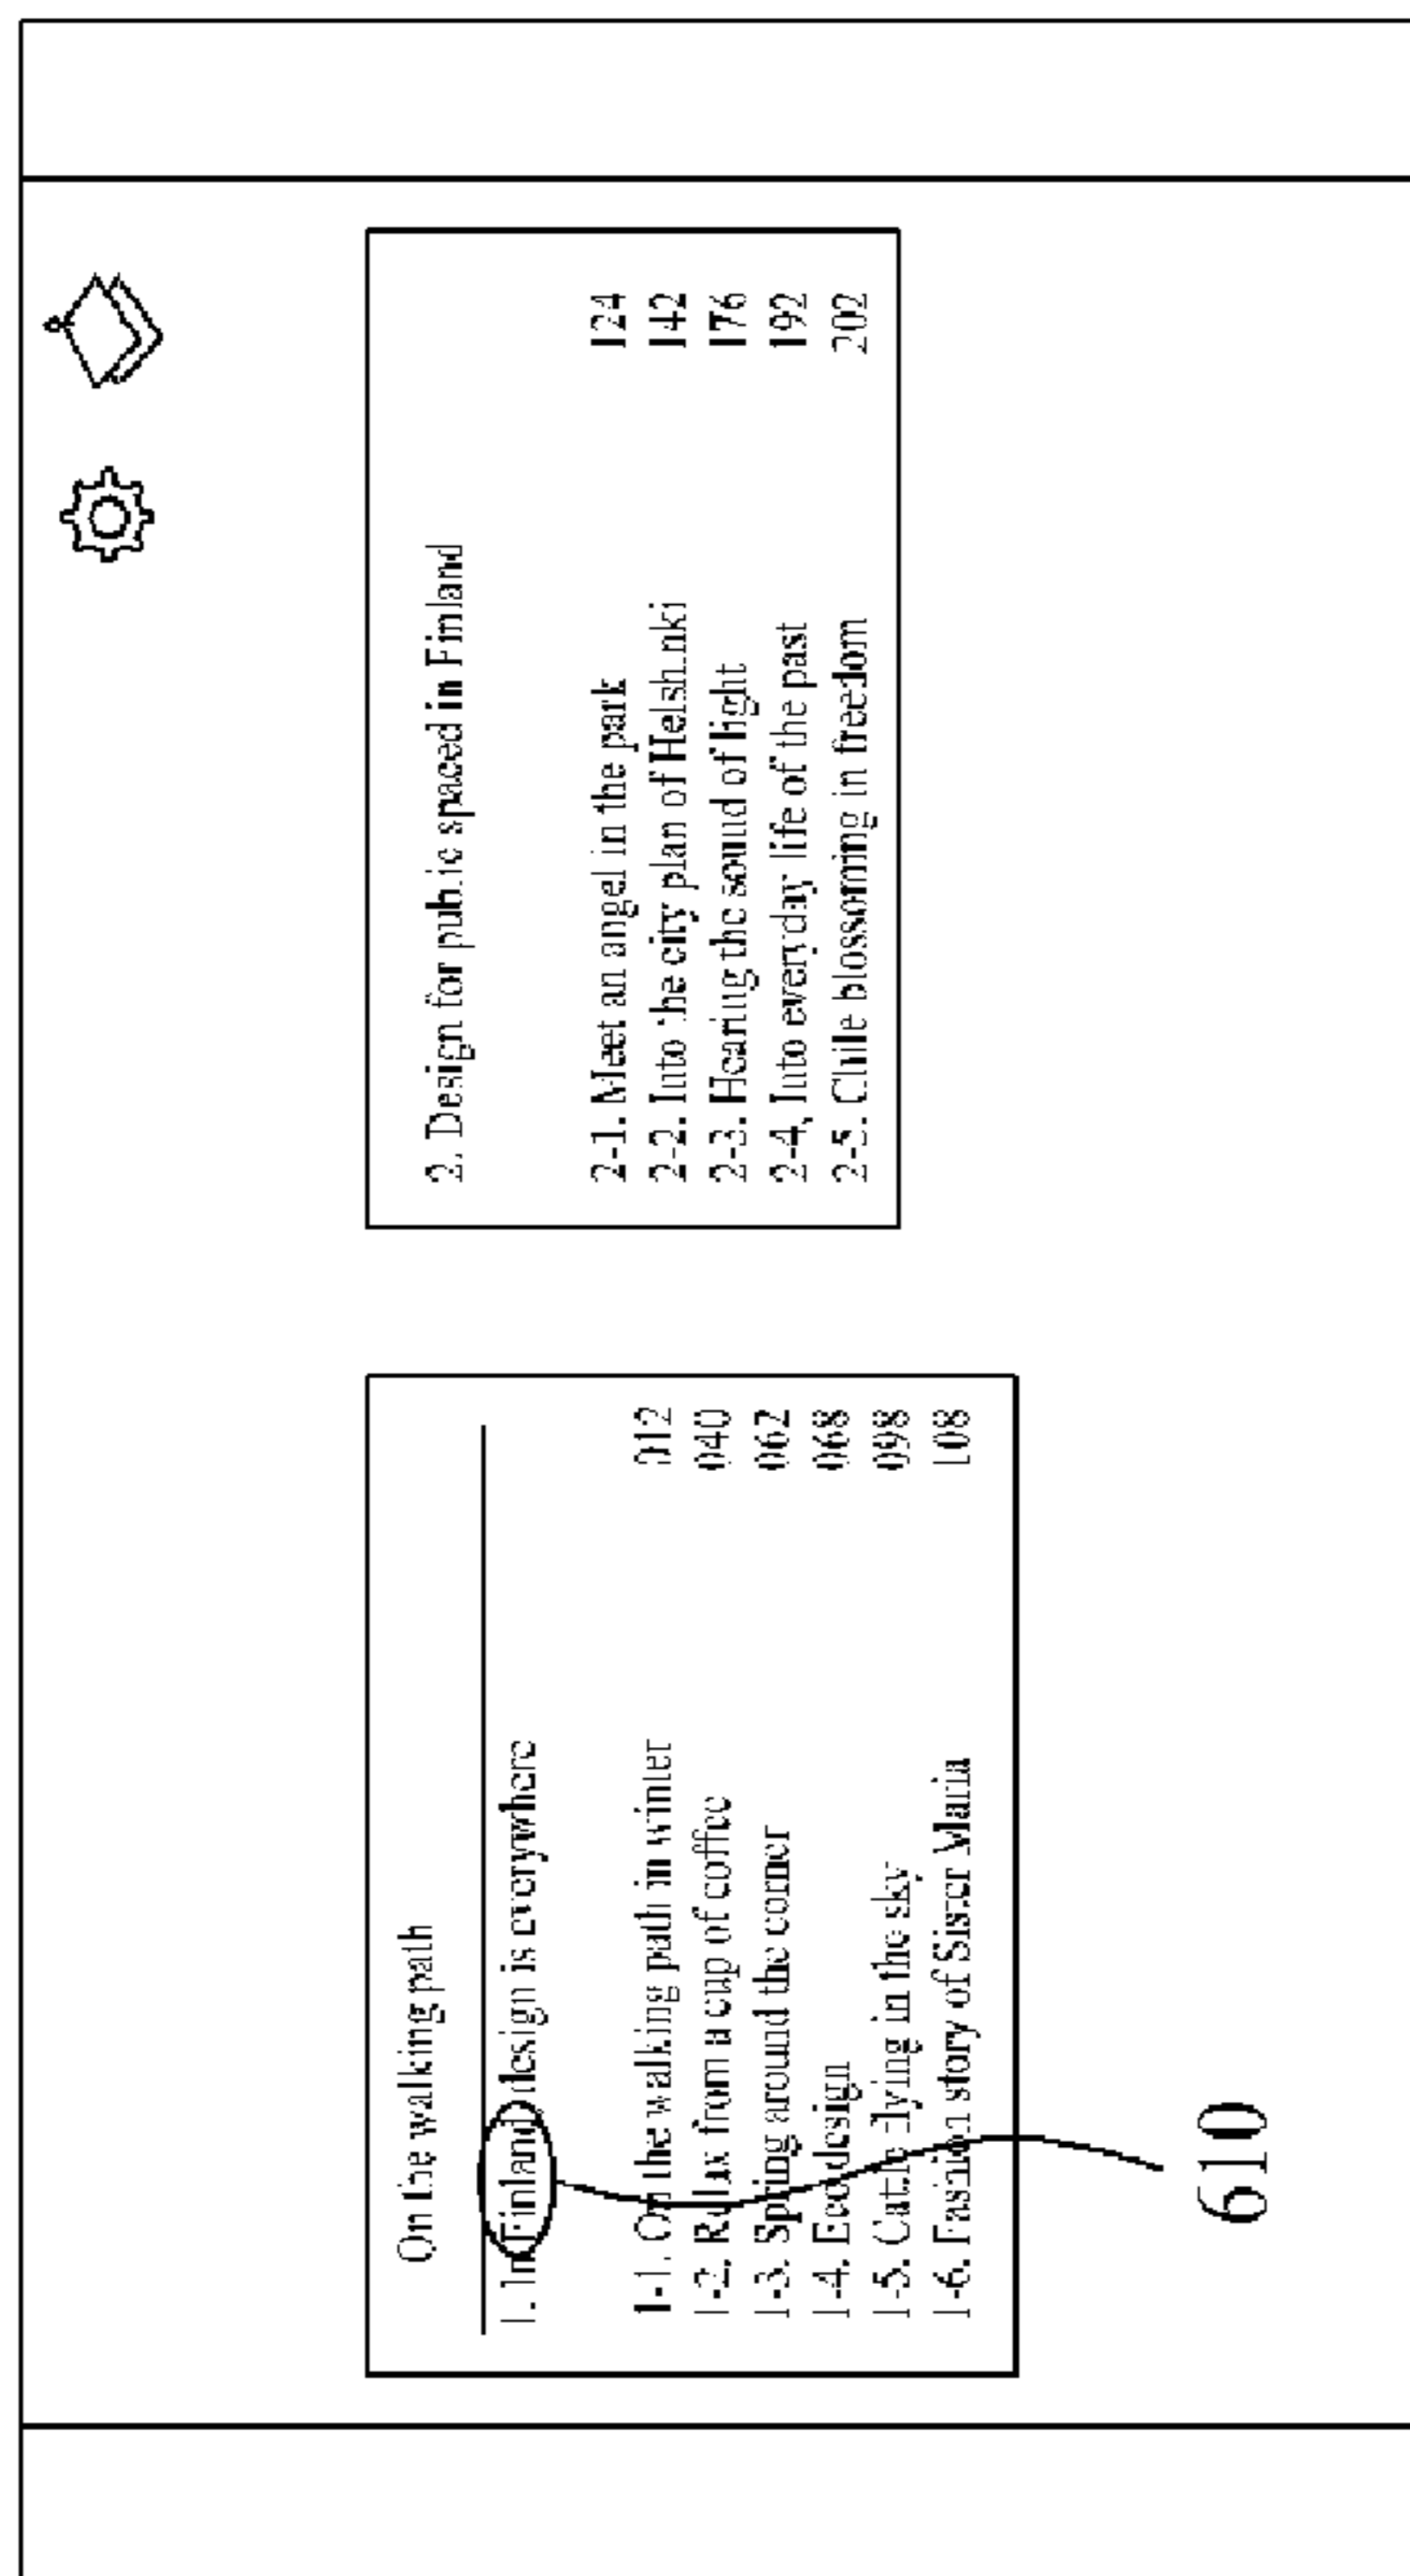 On the walking path
1. In Finland, design is everywhere
1-1. On the walking path in winter 012
1-2. Relax from a cup of coffee 040
1-3. Spring around the corner 062
1-4. Ecodesign 068
1-5. Cattle flying in the sky 098
1-6. Fashion story of Sister Maria 108
2. Design for public spaced in Finland
2-1. Meet an angel in the park 124
2-2. Into the city plan of Helshinki 142
2-3. Hearing the sound of light 176
2-4, Into everyday life of the past 192
2-5. Chile blossoming in freedom 202
610